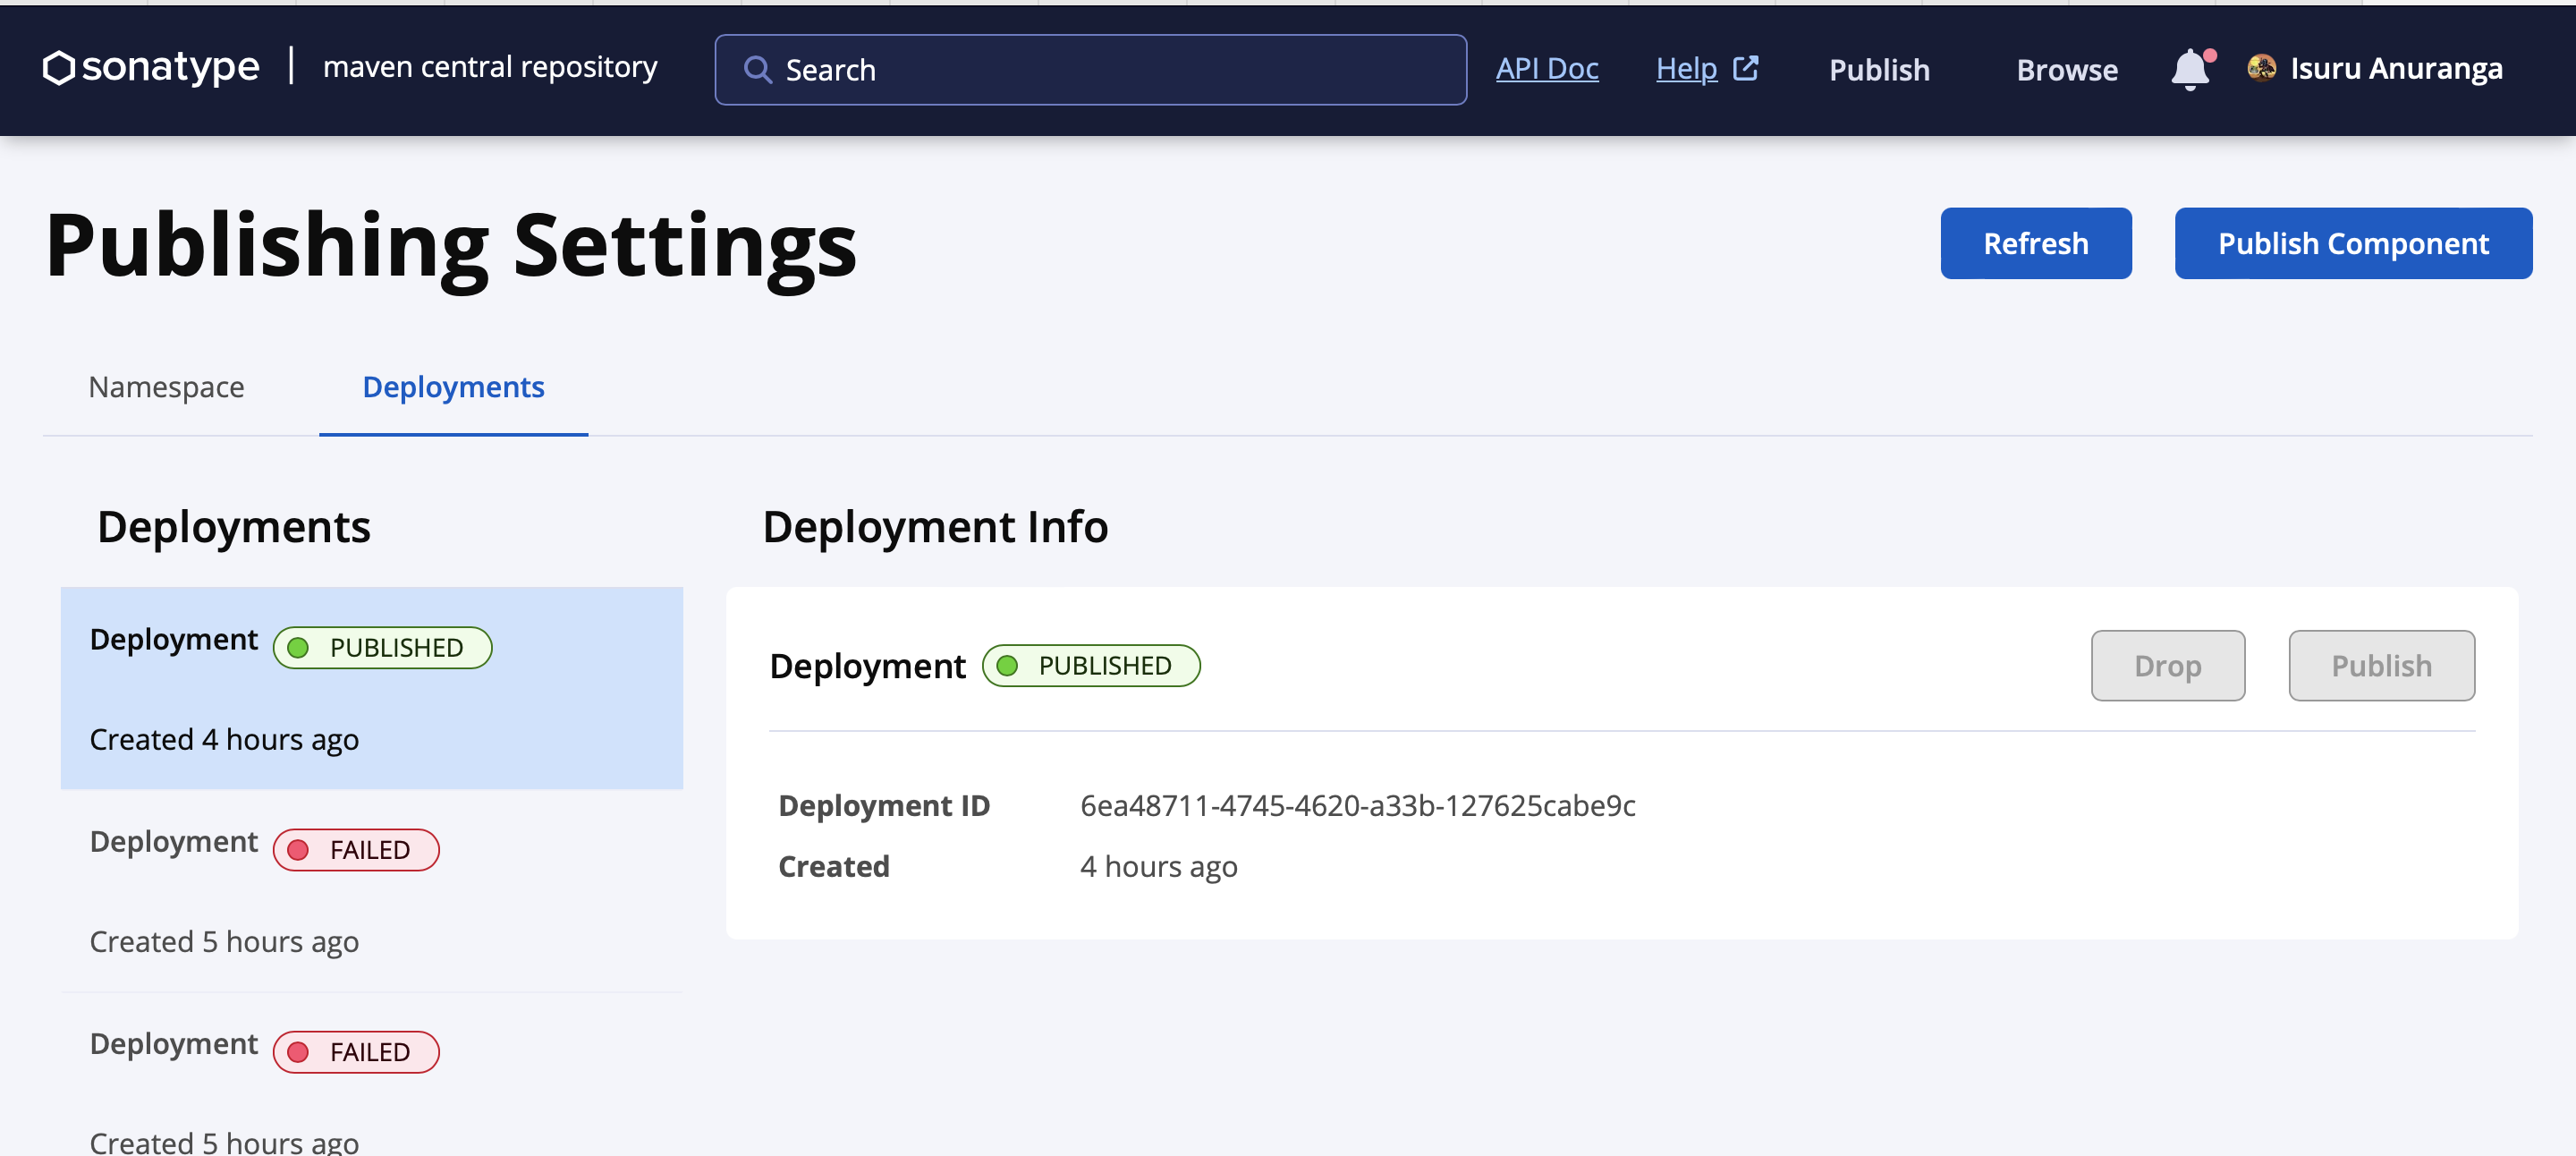 sonatype | maven central repository
Search
API Doc
Help
Publish
Browse
Isuru Anuranga
Publishing Settings
Refresh
Publish Component
Namespace
Deployments
Deployments
Deployment PUBLISHED
Created 4 hours ago
Deployment FAILED
Created 5 hours ago
Deployment FAILED
Created 5 hours ago
Deployment Info
Deployment PUBLISHED
Drop
Publish
Deployment ID 6ea48711-4745-4620-a33b-127625cabe9c
Created 4 hours ago